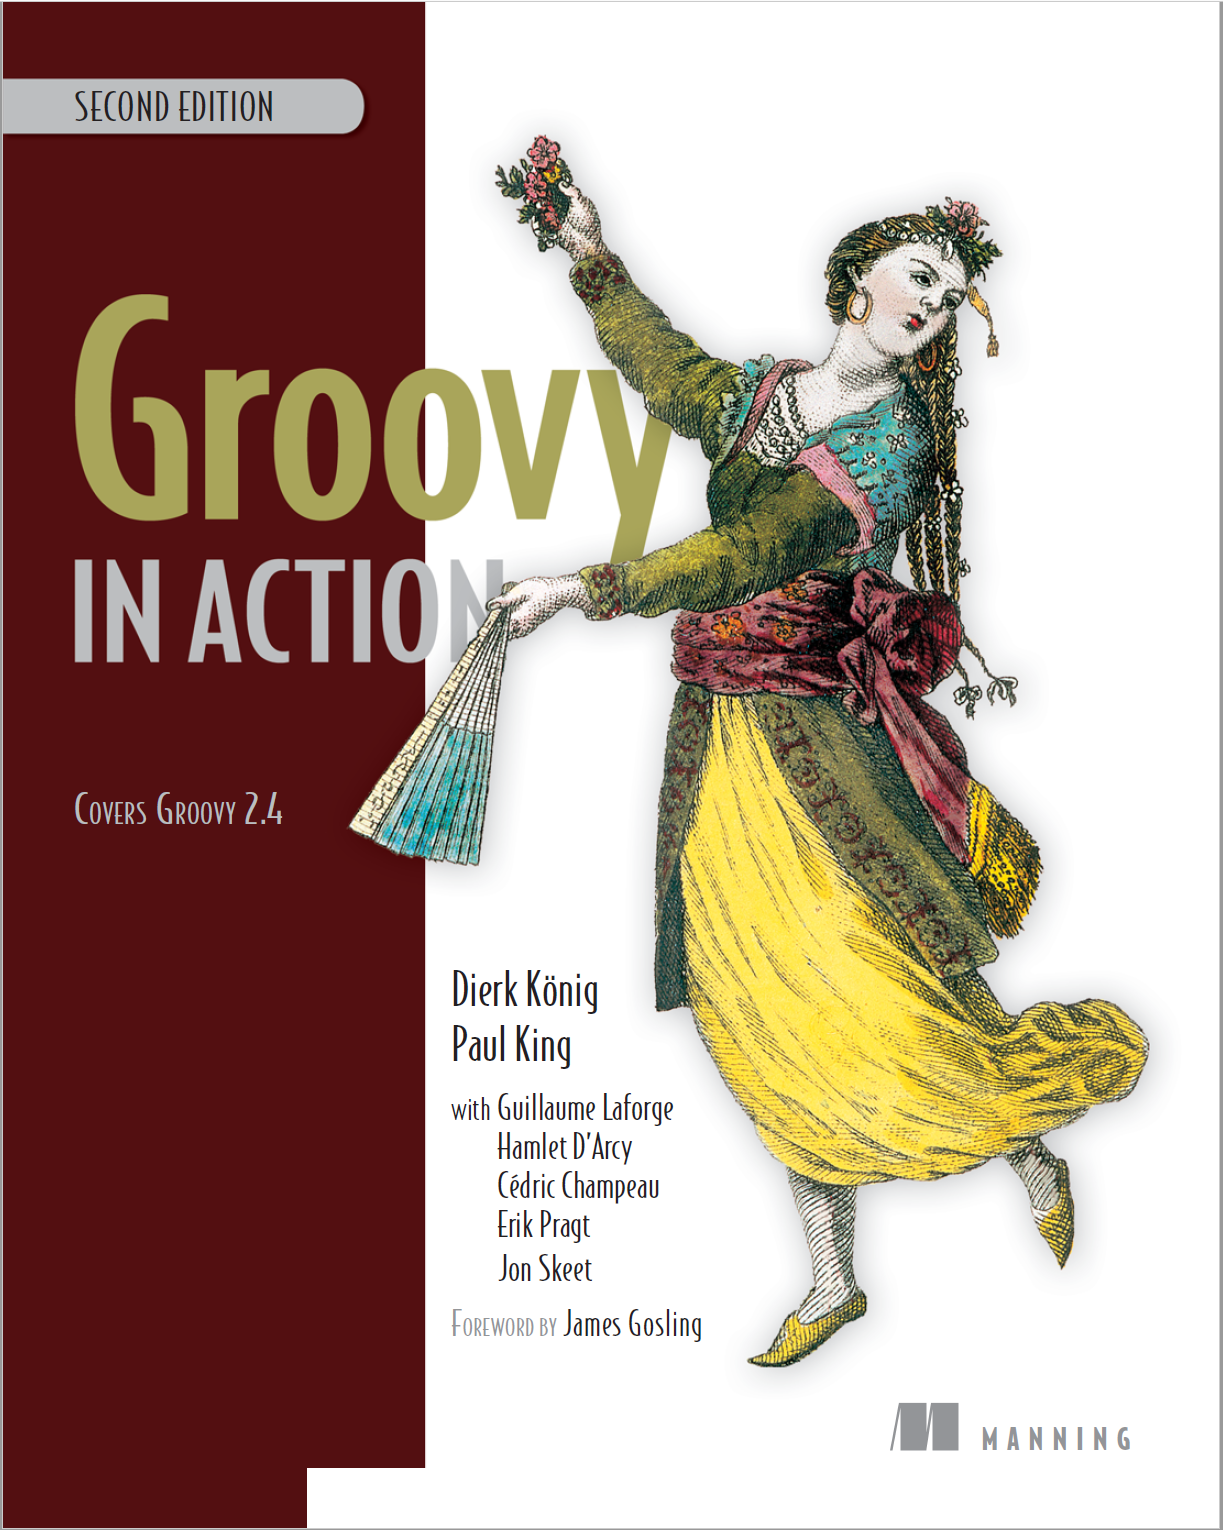 SECOND EDITION
Groovy
IN ACTION
COVERS GROOVY 2.4
Dierk König
Paul King
with Guillaume Laforge
Hamlet D'Arcy
Cédric Champeau
Erik Pragt
Jon Skeet
FOREWORD BY James Gosling
MANNING